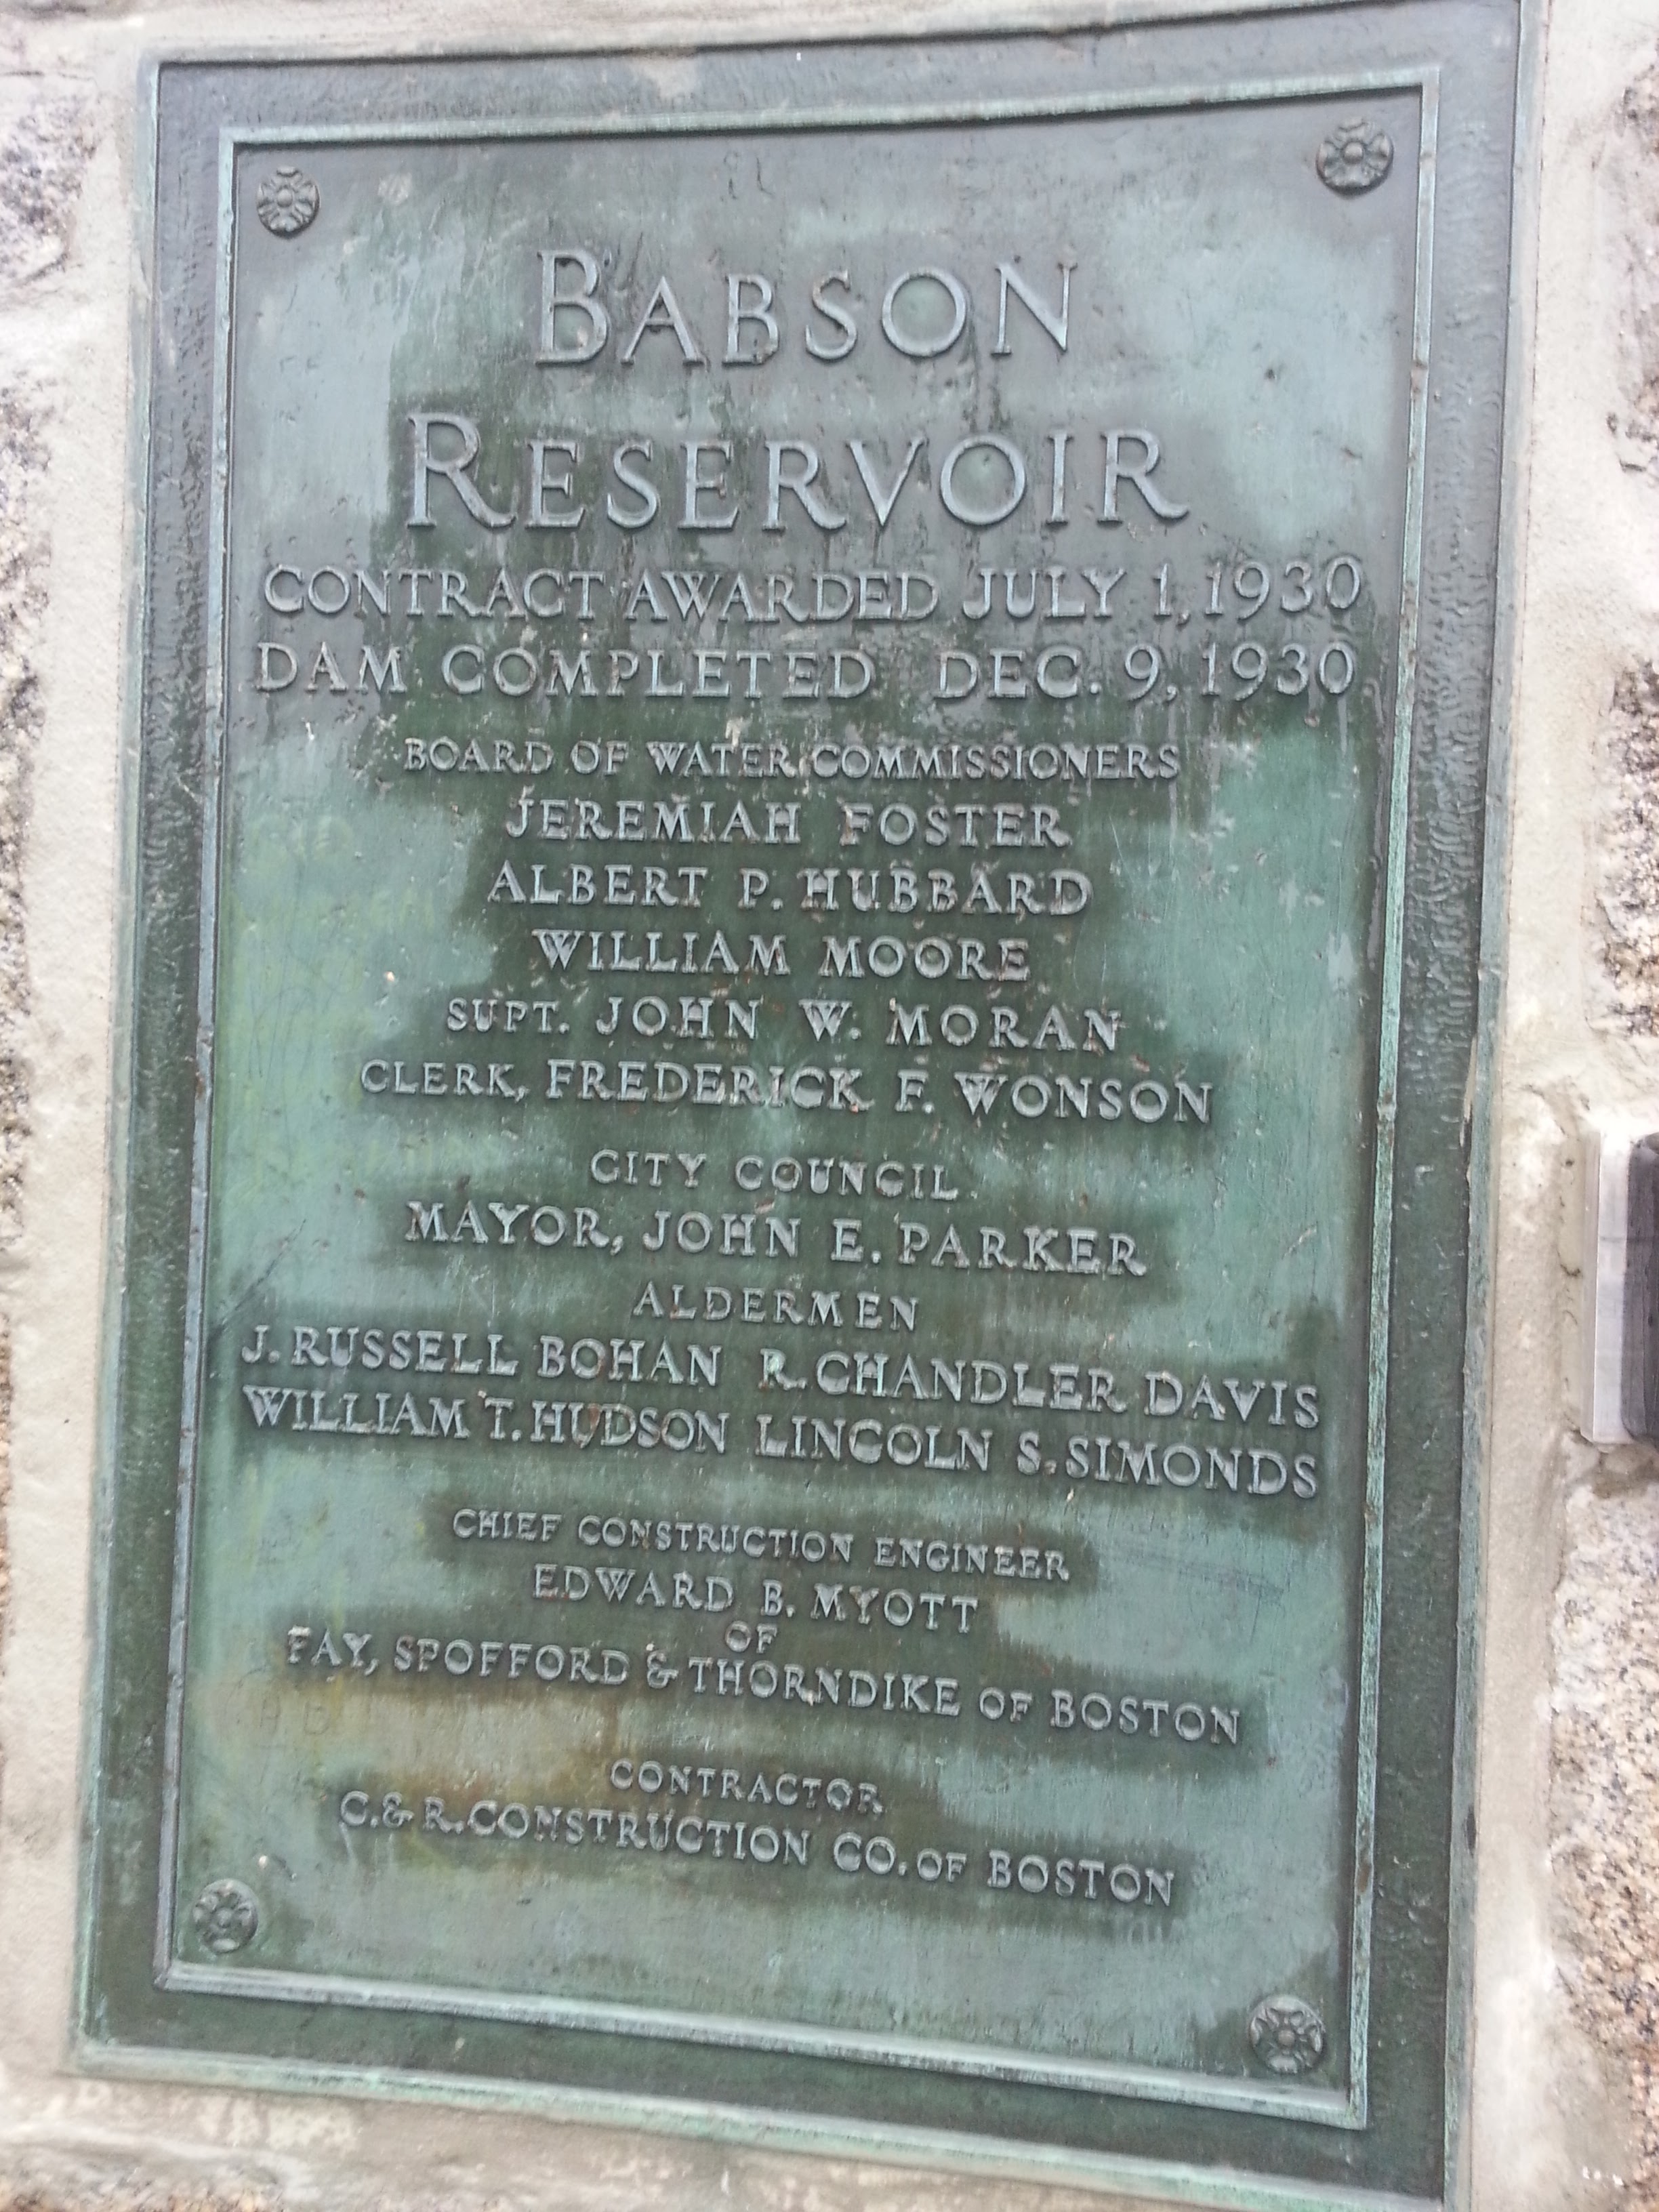 BABSON
RESERVOIR
CONTRACT AWARDED JULY 1, 1930
DAM COMPLETED DEC. 9, 1930
BOARD OF WATER COMMISSIONERS
JEREMIAH FOSTER
ALBERT P. HUBBARD
WILLIAM MOORE
SUPT. JOHN W. MORAN
CLERK, FREDERICK F. WONSON
CITY COUNCIL
MAYOR, JOHN E. PARKER
ALDERMEN
J. RUSSELL BOHAN R. CHANDLER DAVIS
WILLIAM T. HUDSON LINCOLN S. SIMONDS
CHIEF CONSTRUCTION ENGINEER
EDWARD B. MYOTT
OF
FAY, SPOFFORD & THORNDIKE OF BOSTON
CONTRACTOR
C. & R. CONSTRUCTION CO. OF BOSTON